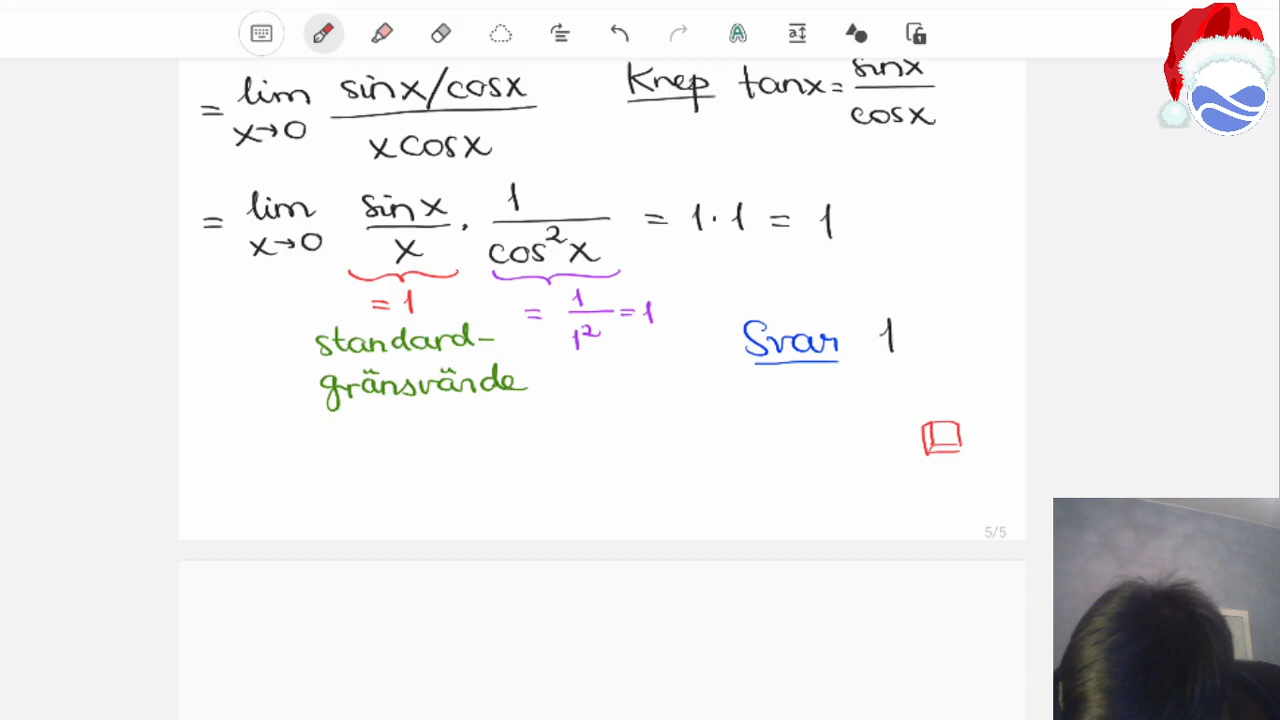 = lim x→0 (sinx/cosx)/(x cosx)    Knep  tanx = sinx/cosx
= lim x→0 sinx/x · 1/cos²x = 1·1 = 1
= 1    = 1/1² = 1
standard-
gränsvärde
Svar  1
5/5